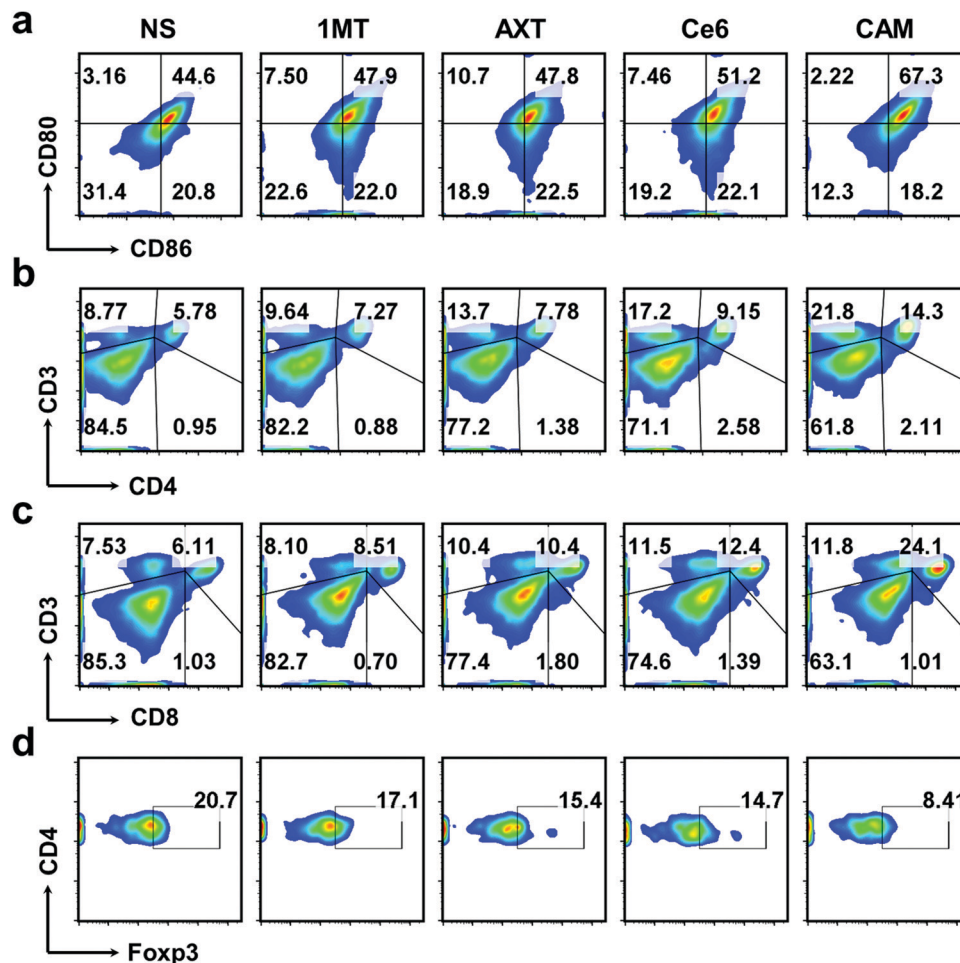 a
NS 1MT AXT Ce6 CAM
3.16 44.6 7.50 47.9 10.7 47.8 7.46 51.2 2.22 67.3
CD80
31.4 20.8 22.6 22.0 18.9 22.5 19.2 22.1 12.3 18.2
CD86
b
8.77 5.78 9.64 7.27 13.7 7.78 17.2 9.15 21.8 14.3
CD3
84.5 0.95 82.2 0.88 77.2 1.38 71.1 2.58 61.8 2.11
CD4
c
7.53 6.11 8.10 8.51 10.4 10.4 11.5 12.4 11.8 24.1
CD3
85.3 1.03 82.7 0.70 77.4 1.80 74.6 1.39 63.1 1.01
CD8
d
20.7 17.1 15.4 14.7 8.41
CD4
Foxp3